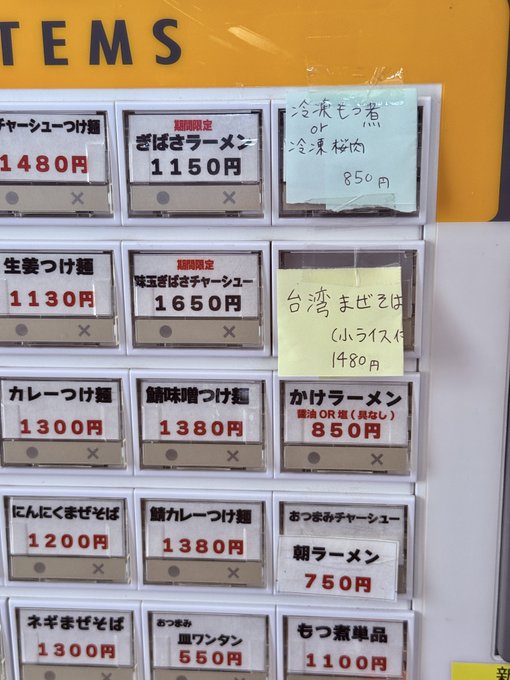 TEMS
チャーシューつけ麺
1480円
期間限定
ぎばさラーメン
1150円
冷凍もつ煮
or
冷凍桜肉
850円
生姜つけ麺
1130円
期間限定
味玉ぎばさチャーシュー
1650円
台湾まぜそば
(小ライス付
1480円
カレーつけ麺
1300円
鯖味噌つけ麺
1380円
かけラーメン
醤油OR塩(具なし)
850円
にんにくまぜそば
1200円
鯖カレーつけ麺
1380円
おつまみチャーシュー
朝ラーメン
750円
ネギまぜそば
1300円
おつまみ
皿ワンタン
550円
もつ煮単品
1100円
新